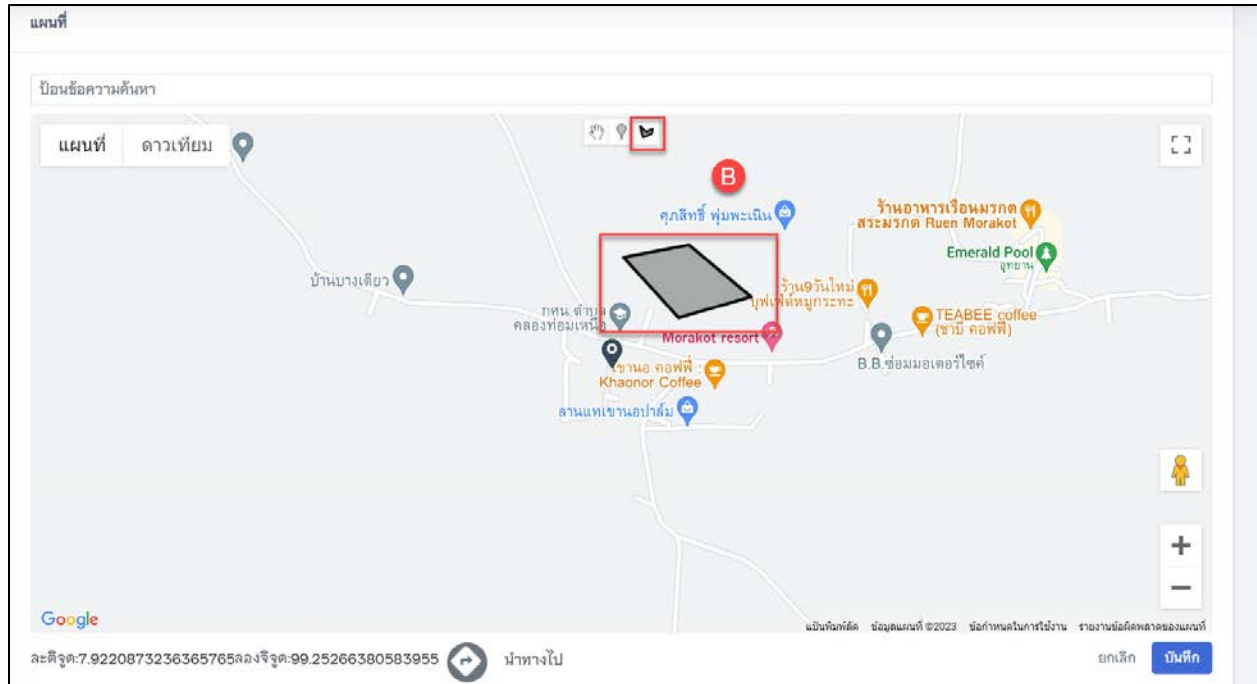 แผนที่
ป้อนข้อความค้นหา
แผนที่ ดาวเทียม
B
ศุภสิทธิ์ พุ่มพะเนิน
ร้านอาหารเรือนมรกต
สระมรกต Ruen Morakot
Emerald Pool
อุทยาน
บ้านบางเตียว
ร้าน9วันใหม่
บุฟเฟ่ต์หมูกระทะ
กศน.ตำบล
คลองท่อมเหนือ
TEABEE coffee
(ชาบี คอฟฟี่)
Morakot resort
B.B.ซ่อมมอเตอร์ไซค์
เขานอ คอฟฟี่ :
Khaonor Coffee
ลานแทเขานอปาล์ม
Google
แป้นพิมพ์ลัด ข้อมูลแผนที่ ©2023 ข้อกำหนดในการใช้งาน รายงานข้อผิดพลาดของแผนที่
ละติจูด:7.9220873236365765ลองจิจูด:99.25266380583955 นำทางไป ยกเลิก บันทึก